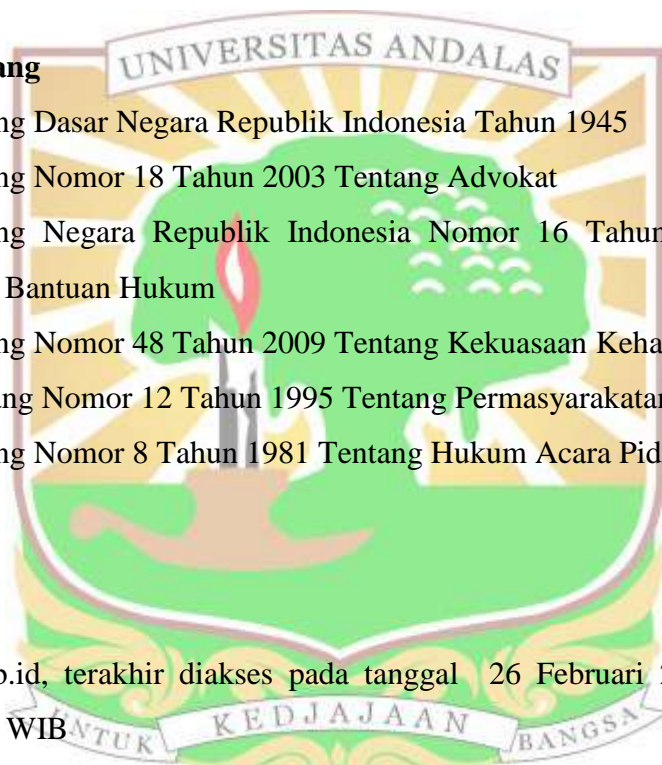 UNIVERSITAS ANDALAS
ang
ng Dasar Negara Republik Indonesia Tahun 1945
ng Nomor 18 Tahun 2003 Tentang Advokat
ng Negara Republik Indonesia Nomor 16 Tahun
Bantuan Hukum
ng Nomor 48 Tahun 2009 Tentang Kekuasaan Keha
ang Nomor 12 Tahun 1995 Tentang Permasyarakatan
ng Nomor 8 Tahun 1981 Tentang Hukum Acara Pid
o.id, terakhir diakses pada tanggal 26 Februari
WIB
UNTUK KEDJAJAAN BANGSA